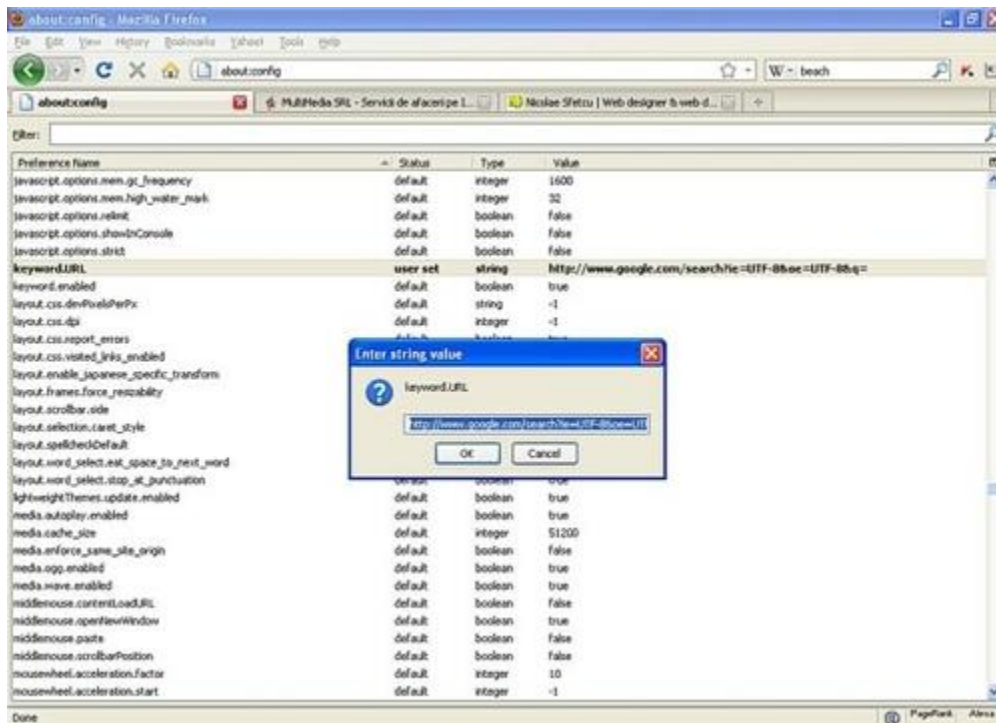 about:config - Mozilla Firefox
File Edit View History Bookmarks Yahoo! Tools Help
about:config W - beach
about:config MultiMedia SRL - Servicii de afaceri pe I... Nicolae Sfetcu | Web designer & web d...
Filter:
Preference Name Status Type Value
javascript.options.mem.gc_frequency default integer 1600
javascript.options.mem.high_water_mark default integer 32
javascript.options.relimit default boolean false
javascript.options.showInConsole default boolean false
javascript.options.strict default boolean false
keyword.URL user set string http://www.google.com/search?ie=UTF-8&oe=UTF-8&q=
keyword.enabled default boolean true
layout.css.devPixelsPerPx default string -1
layout.css.dpi default integer -1
layout.css.report_errors
layout.css.visited_links_enabled
layout.enable_japanese_specific_transform
layout.frames.force_resizability
layout.scrollbar.side
layout.selection.caret_style
layout.spellcheckDefault
layout.word_select.eat_space_to_next_word
Enter string value
keyword.URL
http://www.google.com/search?ie=UTF-8&oe=UT
OK Cancel
layout.word_select.stop_at_punctuation default boolean true
lightweightThemes.update.enabled default boolean true
media.autoplay.enabled default boolean true
media.cache_size default integer 51200
media.enforce_same_site_origin default boolean false
media.ogg.enabled default boolean true
media.wave.enabled default boolean true
middlemouse.contentLoadURL default boolean false
middlemouse.openNewWindow default boolean true
middlemouse.paste default boolean false
middlemouse.scrollbarPosition default boolean false
mousewheel.acceleration.factor default integer 10
mousewheel.acceleration.start default integer -1
Done PageRank Alexa